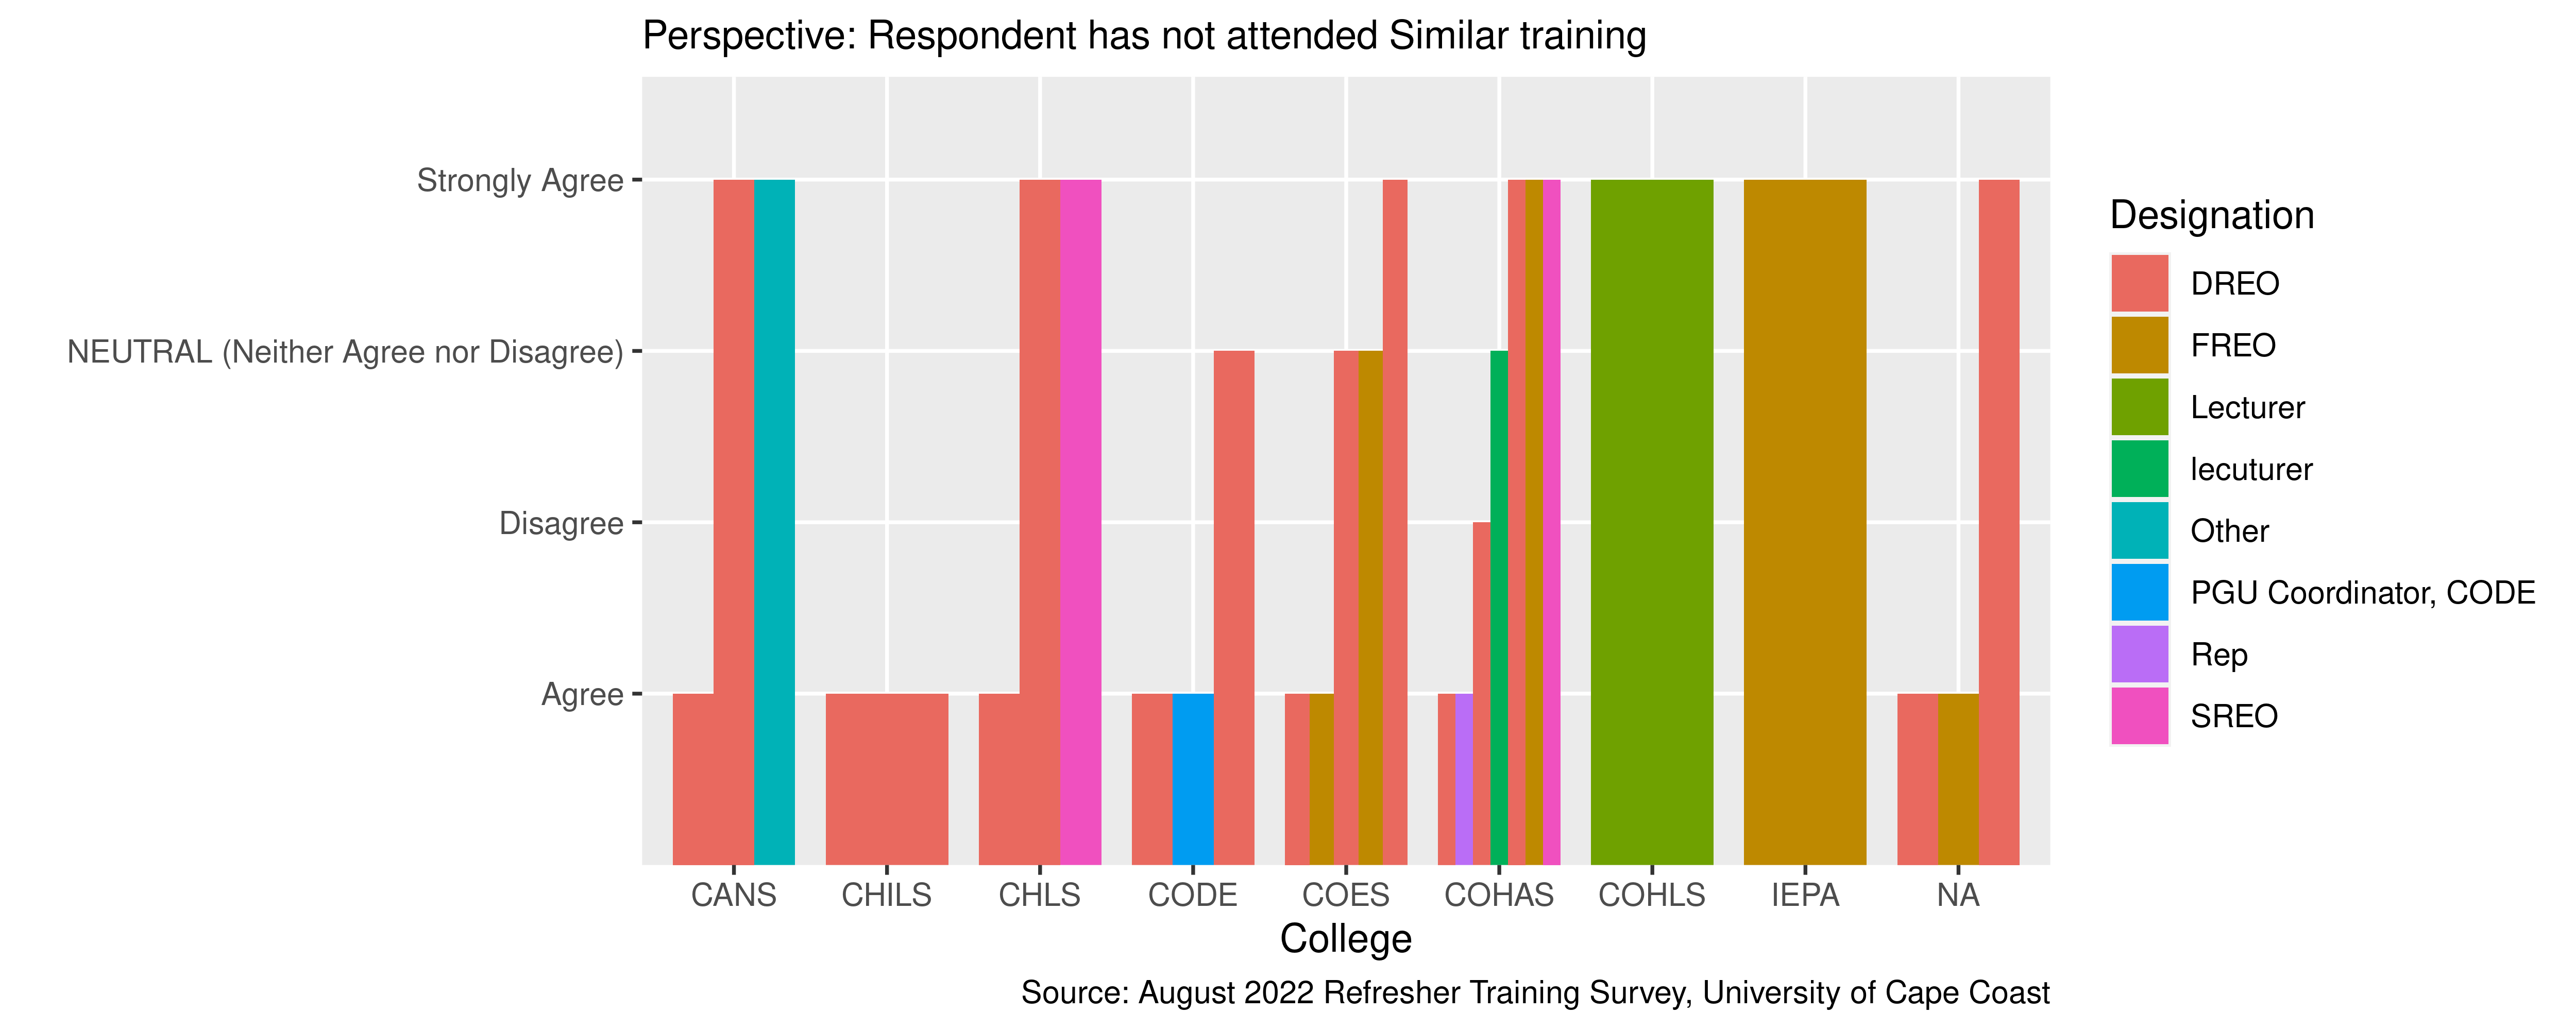 Perspective: Respondent has not attended Similar training
Strongly Agree
NEUTRAL (Neither Agree nor Disagree)
Disagree
Agree
CANS CHILS CHLS CODE COES COHAS COHLS IEPA NA
College
Source: August 2022 Refresher Training Survey, University of Cape Coast
Designation
DREO
FREO
Lecturer
lecuturer
Other
PGU Coordinator, CODE
Rep
SREO